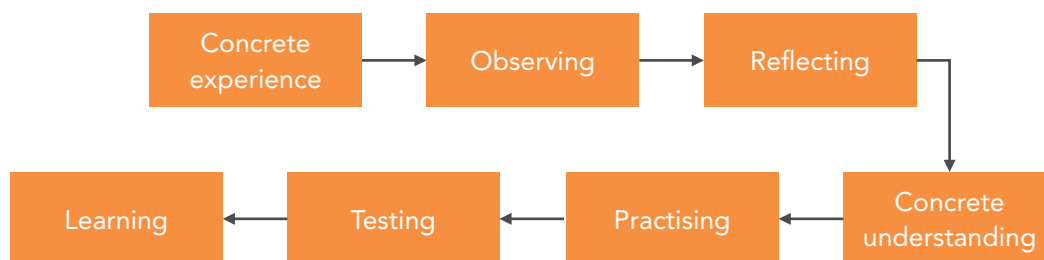 Concrete
experience
Observing
Reflecting
Concrete
understanding
Practising
Testing
Learning